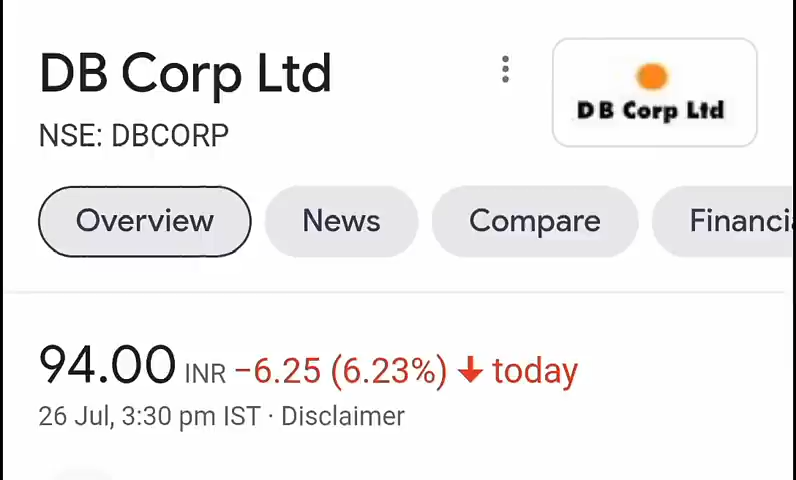 DB Corp Ltd
DB Corp Ltd
NSE: DBCORP
Overview News Compare Financi
94.00 INR −6.25 (6.23%) ↓ today
26 Jul, 3:30 pm IST · Disclaimer